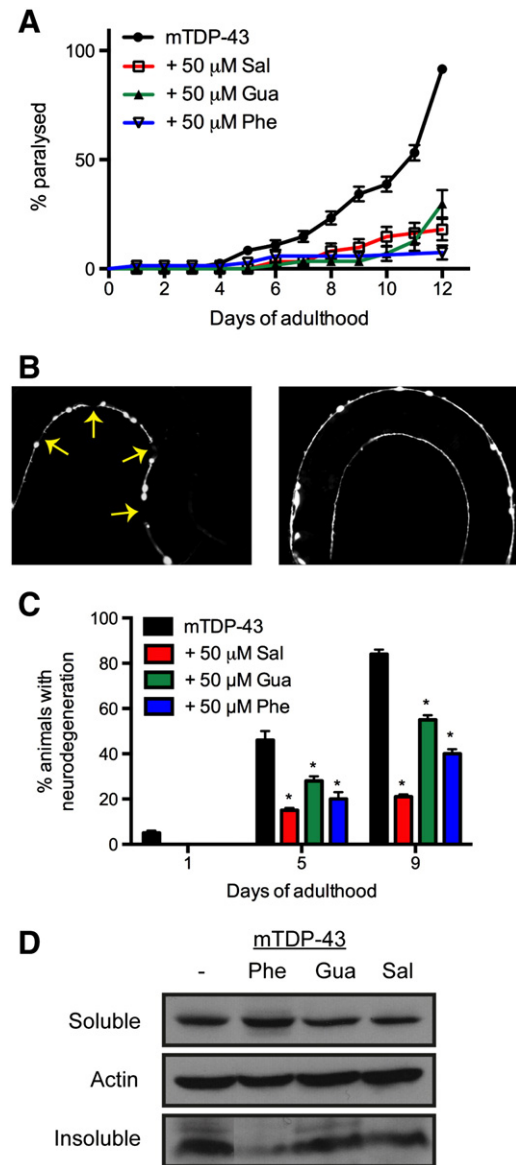 A
mTDP-43
+ 50 μM Sal
+ 50 μM Gua
+ 50 μM Phe
% paralysed
100
50
0
0 2 4 6 8 10 12
Days of adulthood
B
C
mTDP-43
+ 50 μM Sal
+ 50 μM Gua
+ 50 μM Phe
% animals with
neurodegeneration
100
80
60
40
20
0
* * *
* * *
1 5 9
Days of adulthood
D
mTDP-43
- Phe Gua Sal
Soluble
Actin
Insoluble